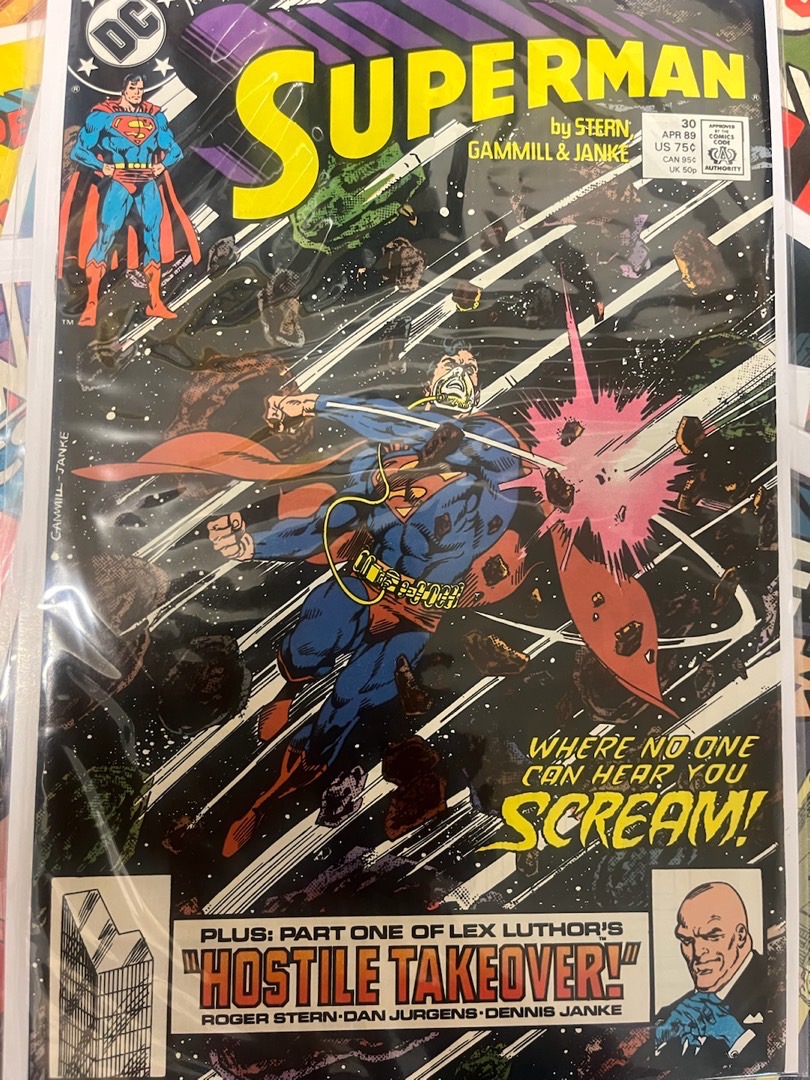 DC
®
SUPERMAN
®
by STERN,
GAMMILL & JANKE
30
APR 89
US 75¢
CAN 95¢
UK 50p
APPROVED
BY THE
COMICS
CODE
CA
AUTHORITY
TM
GAMMILL-JANKE
WHERE NO ONE
CAN HEAR YOU
SCREAM!
PLUS: PART ONE OF LEX LUTHOR'S
TM
"HOSTILE TAKEOVER!"
ROGER STERN·DAN JURGENS·DENNIS JANKE